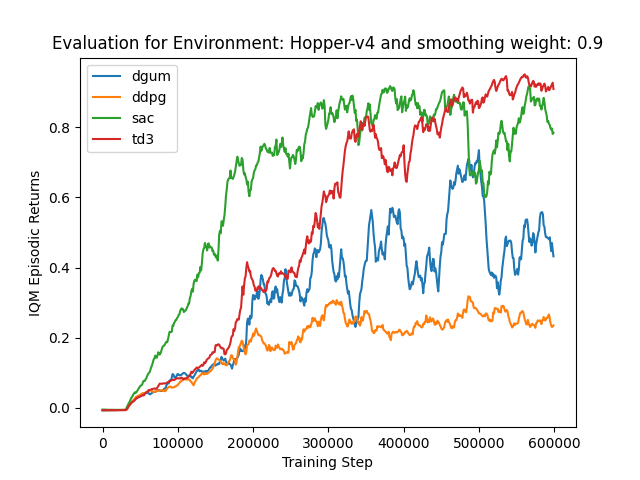 Evaluation for Environment: Hopper-v4 and smoothing weight: 0.9
dgum
ddpg
sac
td3
IQM Episodic Returns
0.8
0.6
0.4
0.2
0.0
0 100000 200000 300000 400000 500000 600000
Training Step